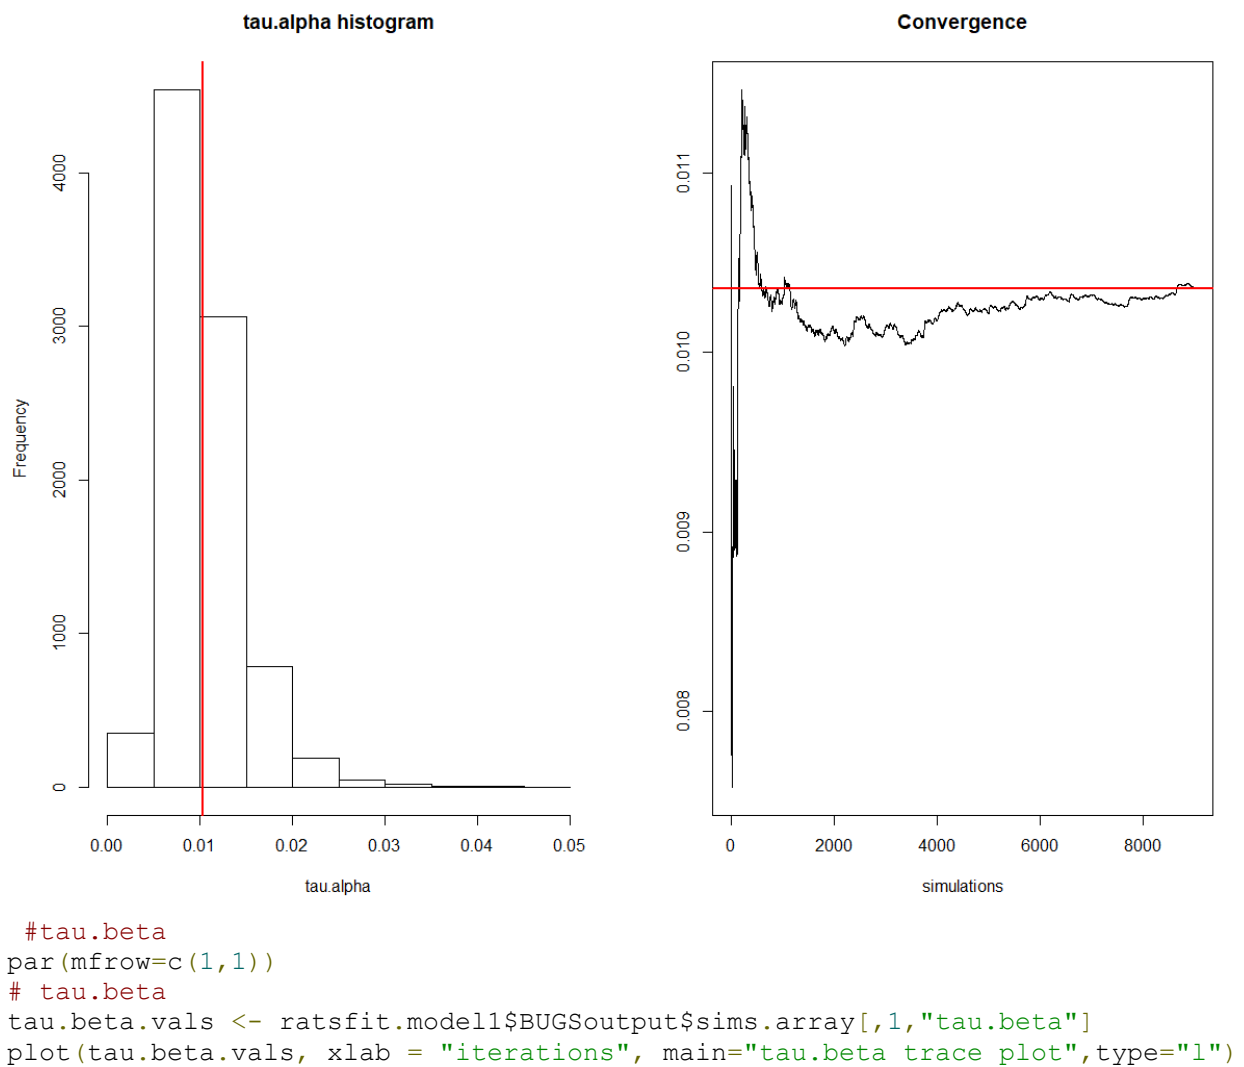 tau.alpha histogram
Frequency
0
1000
2000
3000
4000
0.00 0.01 0.02 0.03 0.04 0.05
tau.alpha
Convergence
0.008
0.009
0.010
0.011
0 2000 4000 6000 8000
simulations
#tau.beta
par(mfrow=c(1,1))
# tau.beta
tau.beta.vals <- ratsfit.model1$BUGSoutput$sims.array[,1,"tau.beta"]
plot(tau.beta.vals, xlab = "iterations", main="tau.beta trace plot",type="l")